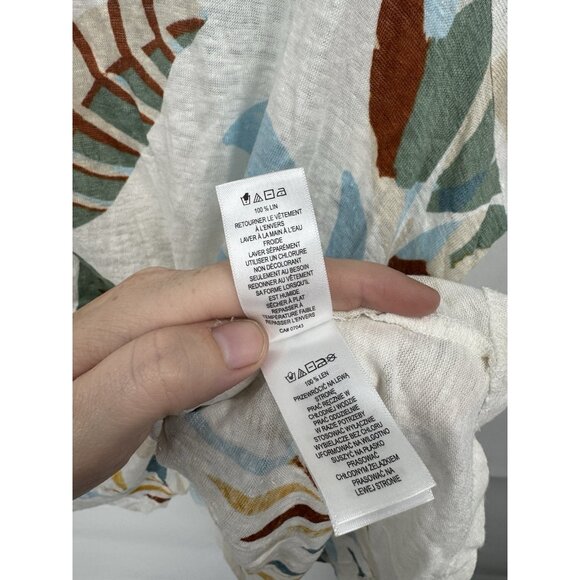 100 % LIN
RETOURNER LE VÊTEMENT
À L'ENVERS
LAVER À LA MAIN À L'EAU
FROIDE
LAVER SÉPARÉMENT
UTILISER UN CHLORURE
NON DÉCOLORANT
SEULEMENT AU BESOIN
REDONNER AU VÊTEMENT
SA FORME LORSQU'IL
EST HUMIDE
SÉCHER À PLAT
REPASSER À
TEMPÉRATURE FAIBLE
REPASSER L'ENVERS
CA# 07043
100 % LEN
PRZEWRÓCIĆ NA LEWĄ
STRONĘ
PRAĆ RĘCZNIE W
CHŁODNEJ WODZIE
PRAĆ ODDZIELNIE
W RAZIE POTRZEBY
STOSOWAĆ WYŁĄCZNIE
WYBIELACZE BEZ CHLORU
UFORMOWAĆ NA WILGOTNO
SUSZYĆ NA PŁASKO
PRASOWAĆ
CHŁODNYM ŻELAZKIEM
PRASOWAĆ NA
LEWEJ STRONIE